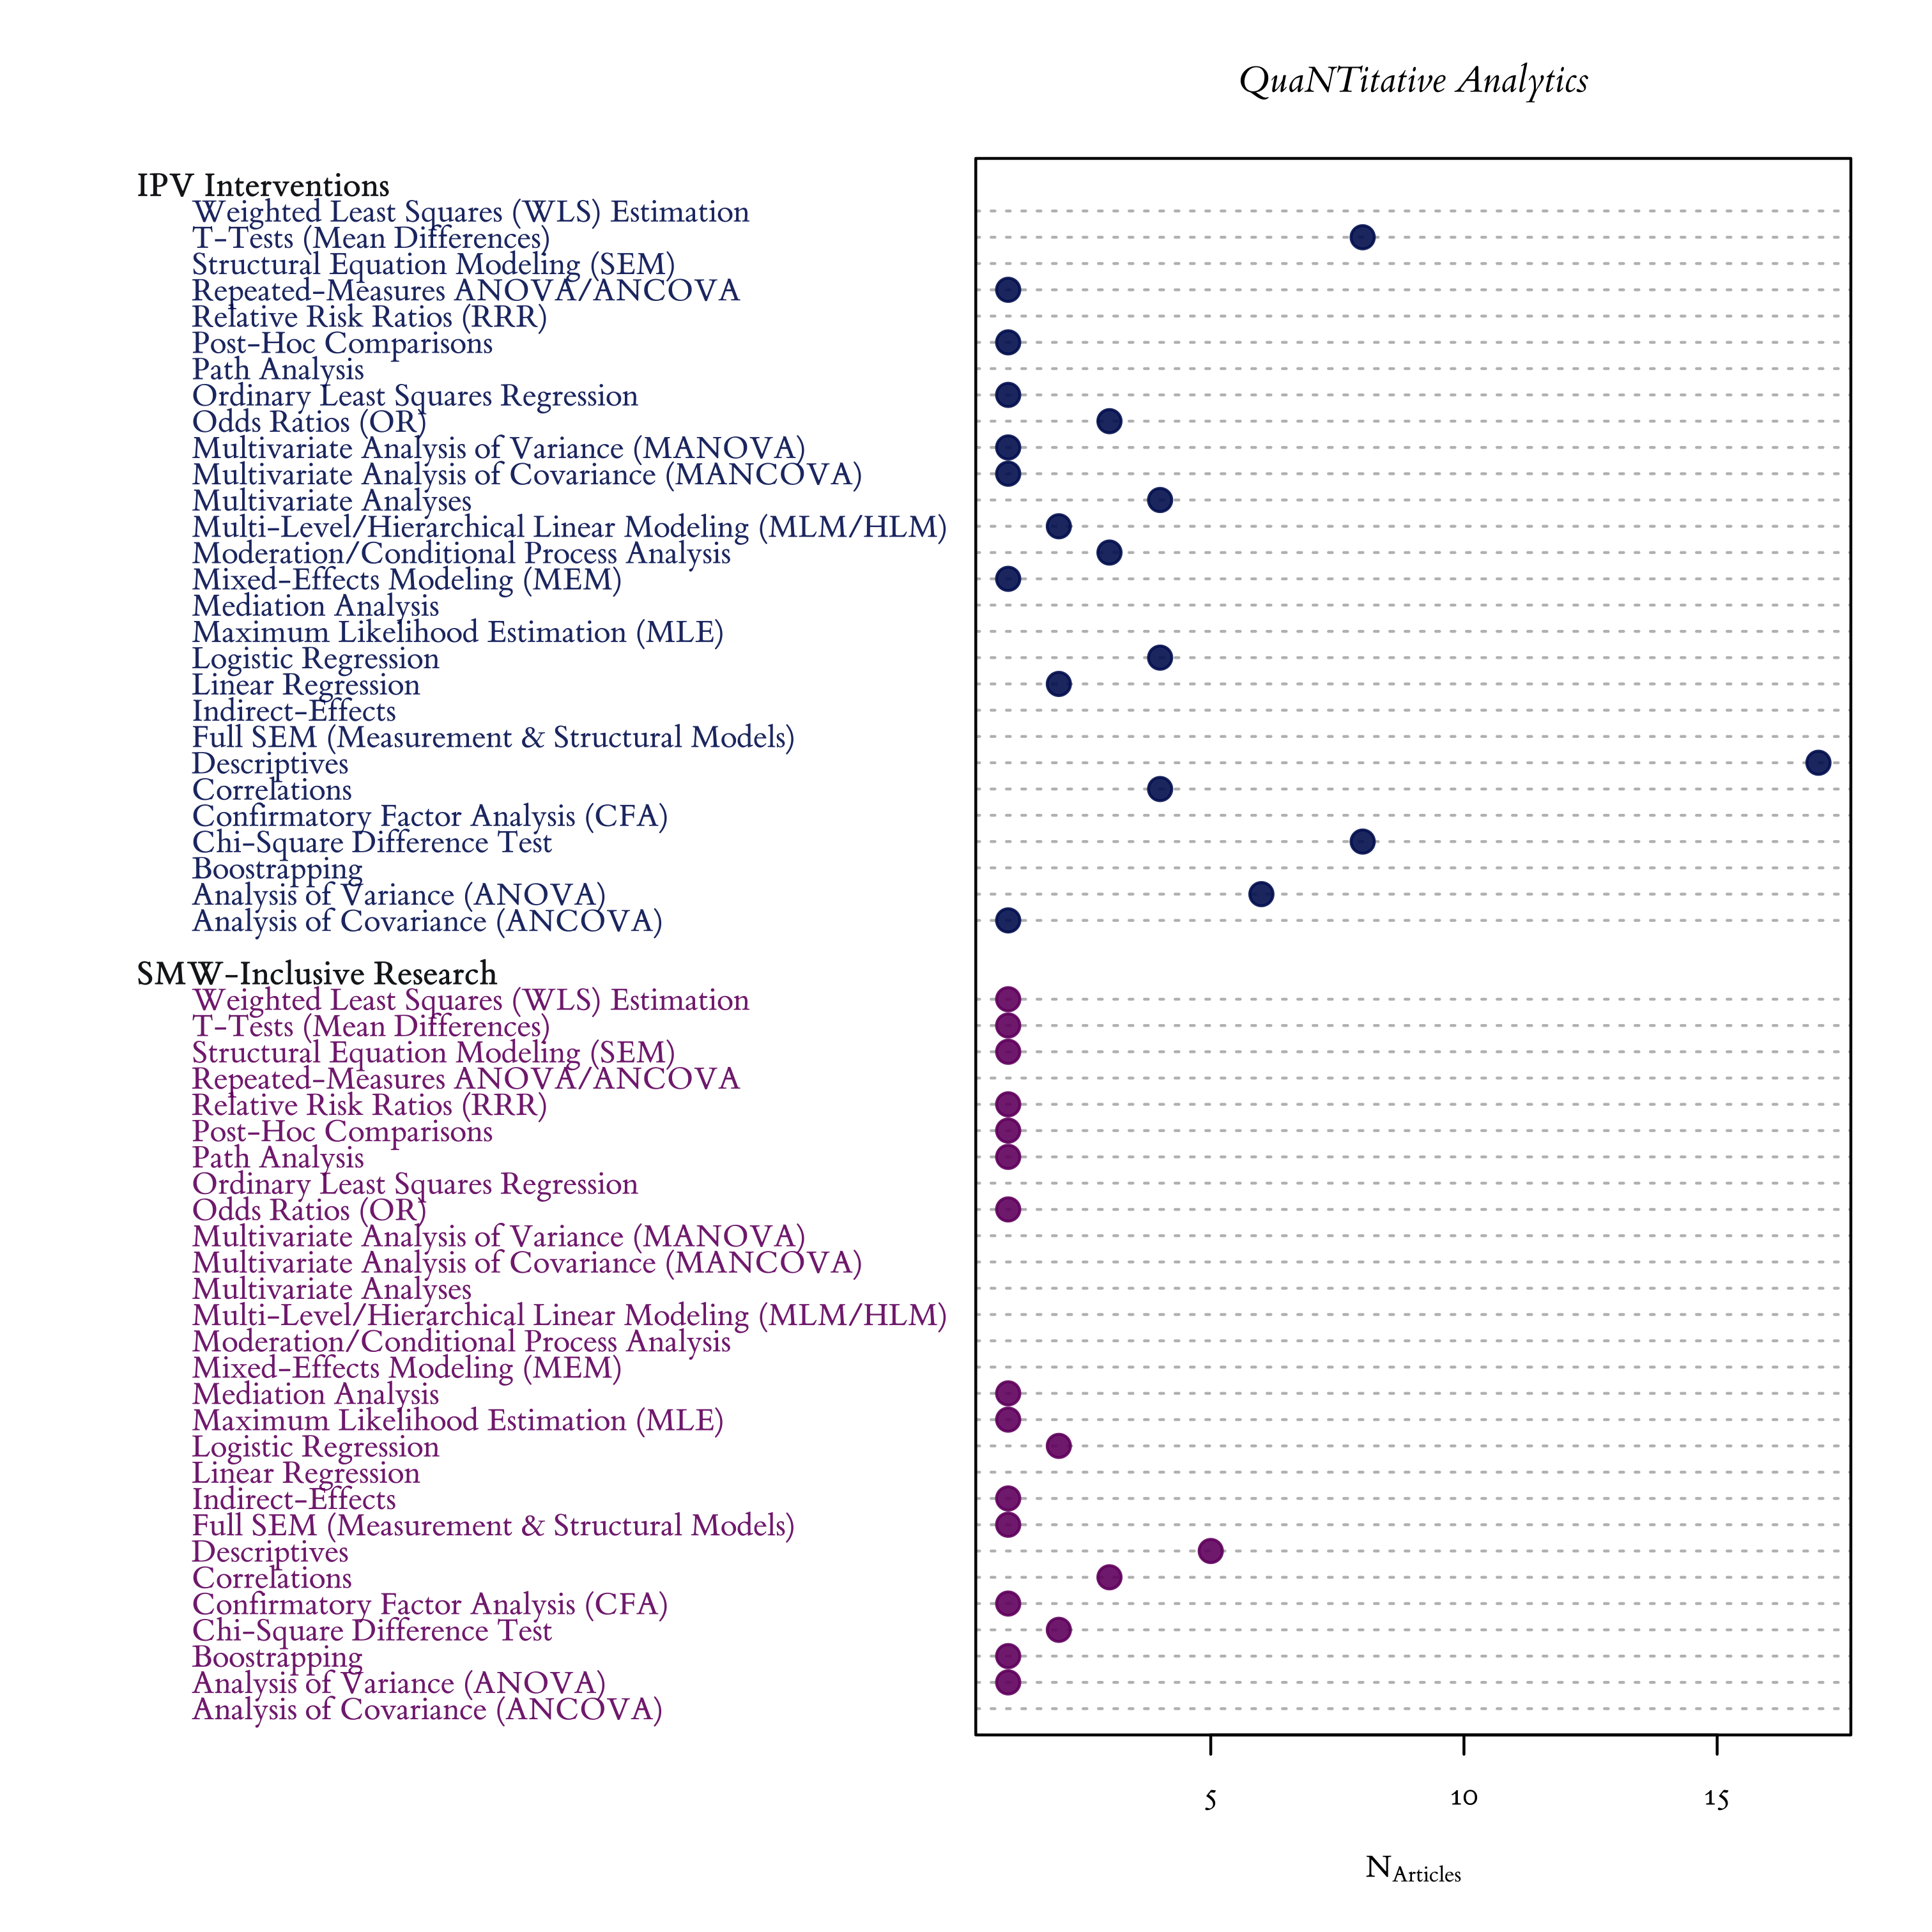 QuaNTitative Analytics
IPV Interventions
Weighted Least Squares (WLS) Estimation
T-Tests (Mean Differences)
Structural Equation Modeling (SEM)
Repeated-Measures ANOVA/ANCOVA
Relative Risk Ratios (RRR)
Post-Hoc Comparisons
Path Analysis
Ordinary Least Squares Regression
Odds Ratios (OR)
Multivariate Analysis of Variance (MANOVA)
Multivariate Analysis of Covariance (MANCOVA)
Multivariate Analyses
Multi-Level/Hierarchical Linear Modeling (MLM/HLM)
Moderation/Conditional Process Analysis
Mixed-Effects Modeling (MEM)
Mediation Analysis
Maximum Likelihood Estimation (MLE)
Logistic Regression
Linear Regression
Indirect-Effects
Full SEM (Measurement & Structural Models)
Descriptives
Correlations
Confirmatory Factor Analysis (CFA)
Chi-Square Difference Test
Boostrapping
Analysis of Variance (ANOVA)
Analysis of Covariance (ANCOVA)
SMW-Inclusive Research
Weighted Least Squares (WLS) Estimation
T-Tests (Mean Differences)
Structural Equation Modeling (SEM)
Repeated-Measures ANOVA/ANCOVA
Relative Risk Ratios (RRR)
Post-Hoc Comparisons
Path Analysis
Ordinary Least Squares Regression
Odds Ratios (OR)
Multivariate Analysis of Variance (MANOVA)
Multivariate Analysis of Covariance (MANCOVA)
Multivariate Analyses
Multi-Level/Hierarchical Linear Modeling (MLM/HLM)
Moderation/Conditional Process Analysis
Mixed-Effects Modeling (MEM)
Mediation Analysis
Maximum Likelihood Estimation (MLE)
Logistic Regression
Linear Regression
Indirect-Effects
Full SEM (Measurement & Structural Models)
Descriptives
Correlations
Confirmatory Factor Analysis (CFA)
Chi-Square Difference Test
Boostrapping
Analysis of Variance (ANOVA)
Analysis of Covariance (ANCOVA)
5 10 15
N Articles